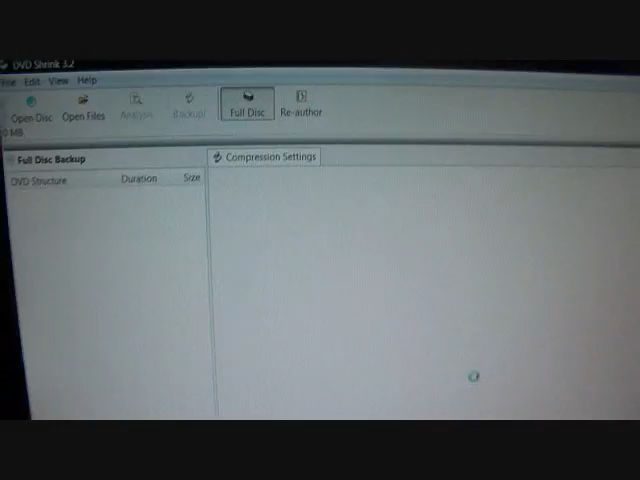 DVD Shrink 3.2
File Edit View Help
Open Disc Open Files Analysis Backup! Full Disc Re-author
0 MB
Full Disc Backup Compression Settings
DVD Structure Duration Size